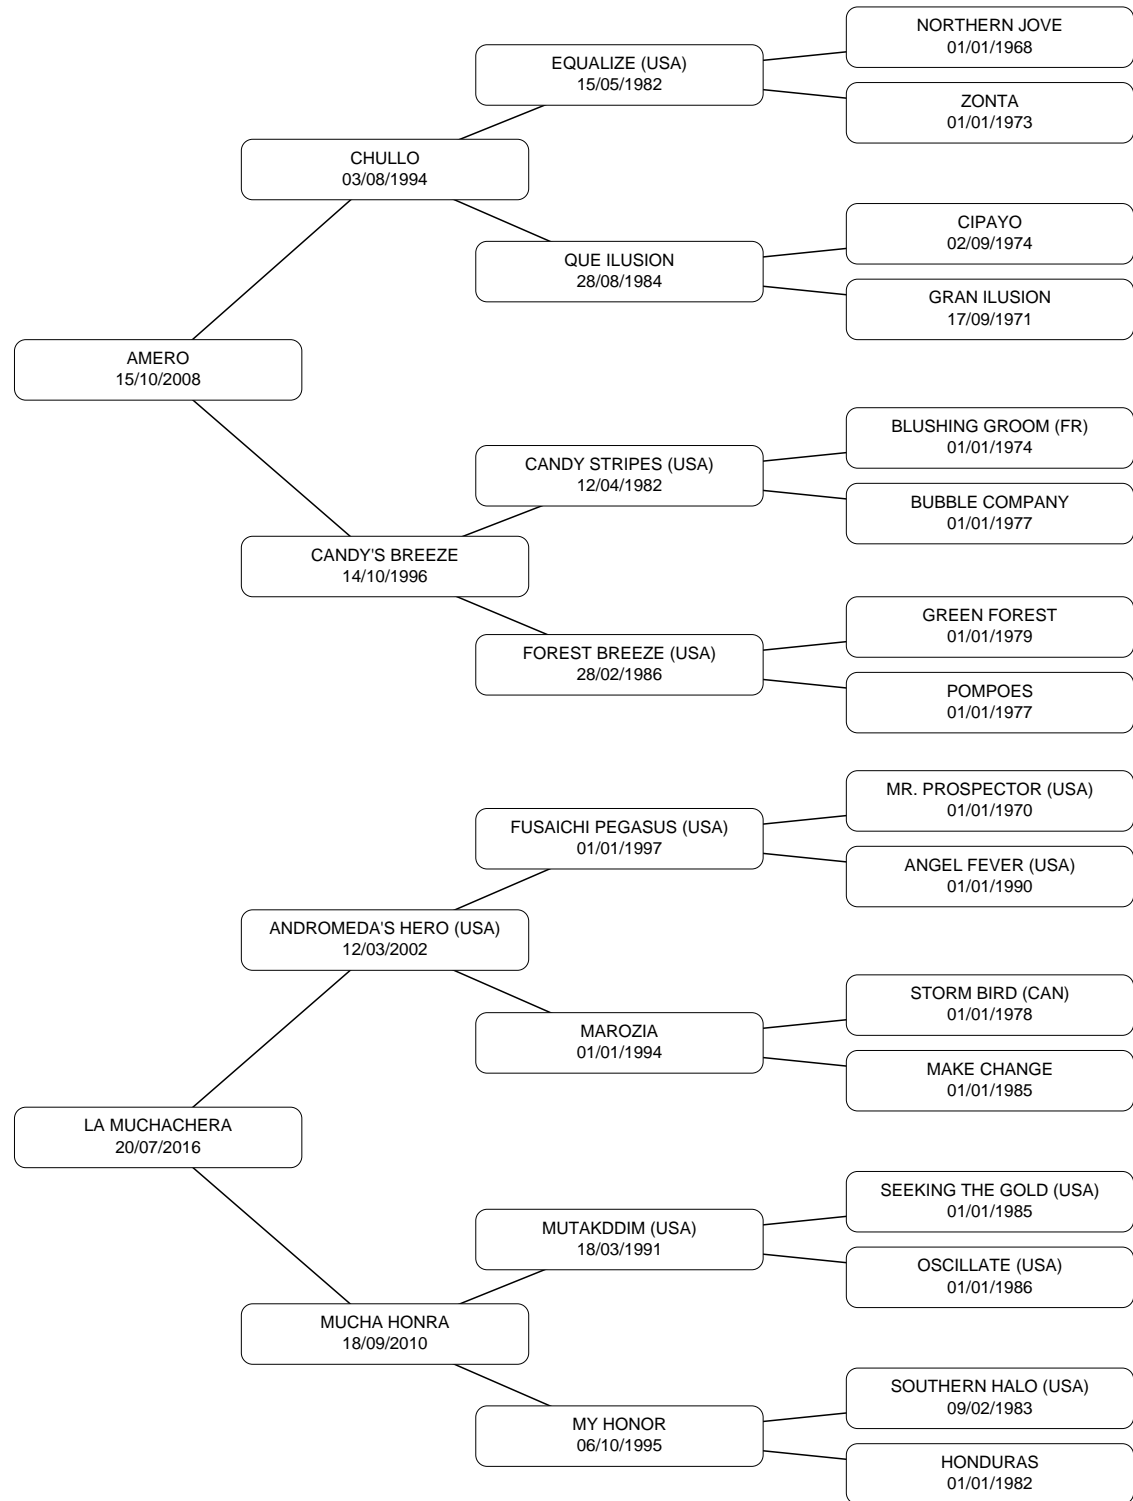 NORTHERN JOVE
01/01/1968
EQUALIZE (USA)
15/05/1982
ZONTA
01/01/1973
CHULLO
03/08/1994
CIPAYO
02/09/1974
QUE ILUSION
28/08/1984
GRAN ILUSION
17/09/1971
AMERO
15/10/2008
BLUSHING GROOM (FR)
01/01/1974
CANDY STRIPES (USA)
12/04/1982
BUBBLE COMPANY
01/01/1977
CANDY'S BREEZE
14/10/1996
GREEN FOREST
01/01/1979
FOREST BREEZE (USA)
28/02/1986
POMPOES
01/01/1977
MR. PROSPECTOR (USA)
01/01/1970
FUSAICHI PEGASUS (USA)
01/01/1997
ANGEL FEVER (USA)
01/01/1990
ANDROMEDA'S HERO (USA)
12/03/2002
STORM BIRD (CAN)
01/01/1978
MAROZIA
01/01/1994
MAKE CHANGE
01/01/1985
LA MUCHACHERA
20/07/2016
SEEKING THE GOLD (USA)
01/01/1985
MUTAKDDIM (USA)
18/03/1991
OSCILLATE (USA)
01/01/1986
MUCHA HONRA
18/09/2010
SOUTHERN HALO (USA)
09/02/1983
MY HONOR
06/10/1995
HONDURAS
01/01/1982